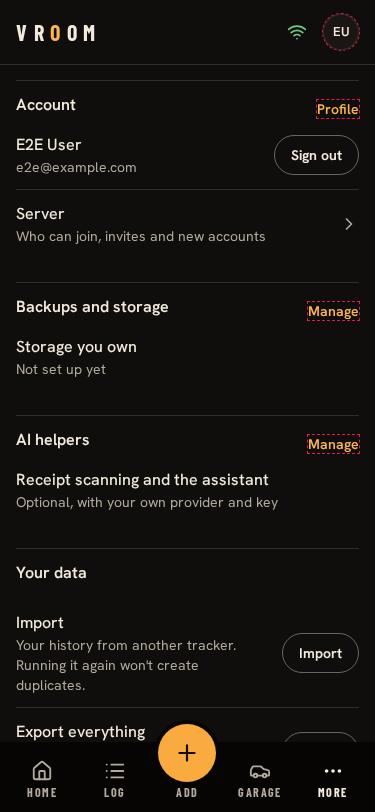 VROOM
EU
Account
Profile
E2E User
e2e@example.com
Sign out
Server
Who can join, invites and new accounts
Backups and storage
Manage
Storage you own
Not set up yet
AI helpers
Manage
Receipt scanning and the assistant
Optional, with your own provider and key
Your data
Import
Your history from another tracker.
Running it again won't create
duplicates.
Import
Export everything
HOME
LOG
ADD
GARAGE
MORE